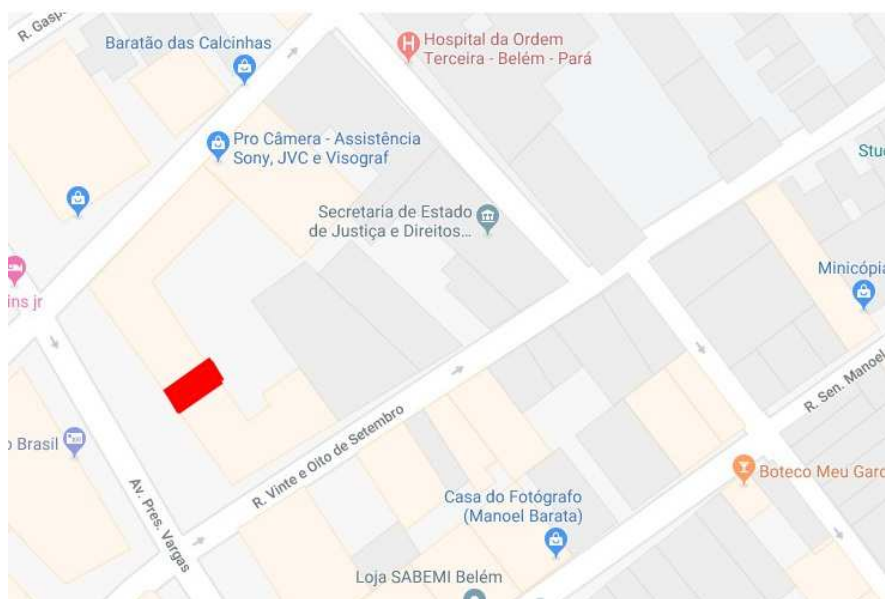 R. Gasp
Baratão das Calcinhas
Hospital da Ordem
Terceira - Belém - Pará
Pro Câmera - Assistência
Sony, JVC e Visograf
Stu
Secretaria de Estado
de Justiça e Direitos...
Minicópia
ins jr
R. Sen. Manoel
R. Vinte e Oito de Setembro
o Brasil
Av. Pres. Vargas
Boteco Meu Garo
Casa do Fotógrafo
(Manoel Barata)
Loja SABEMI Belém